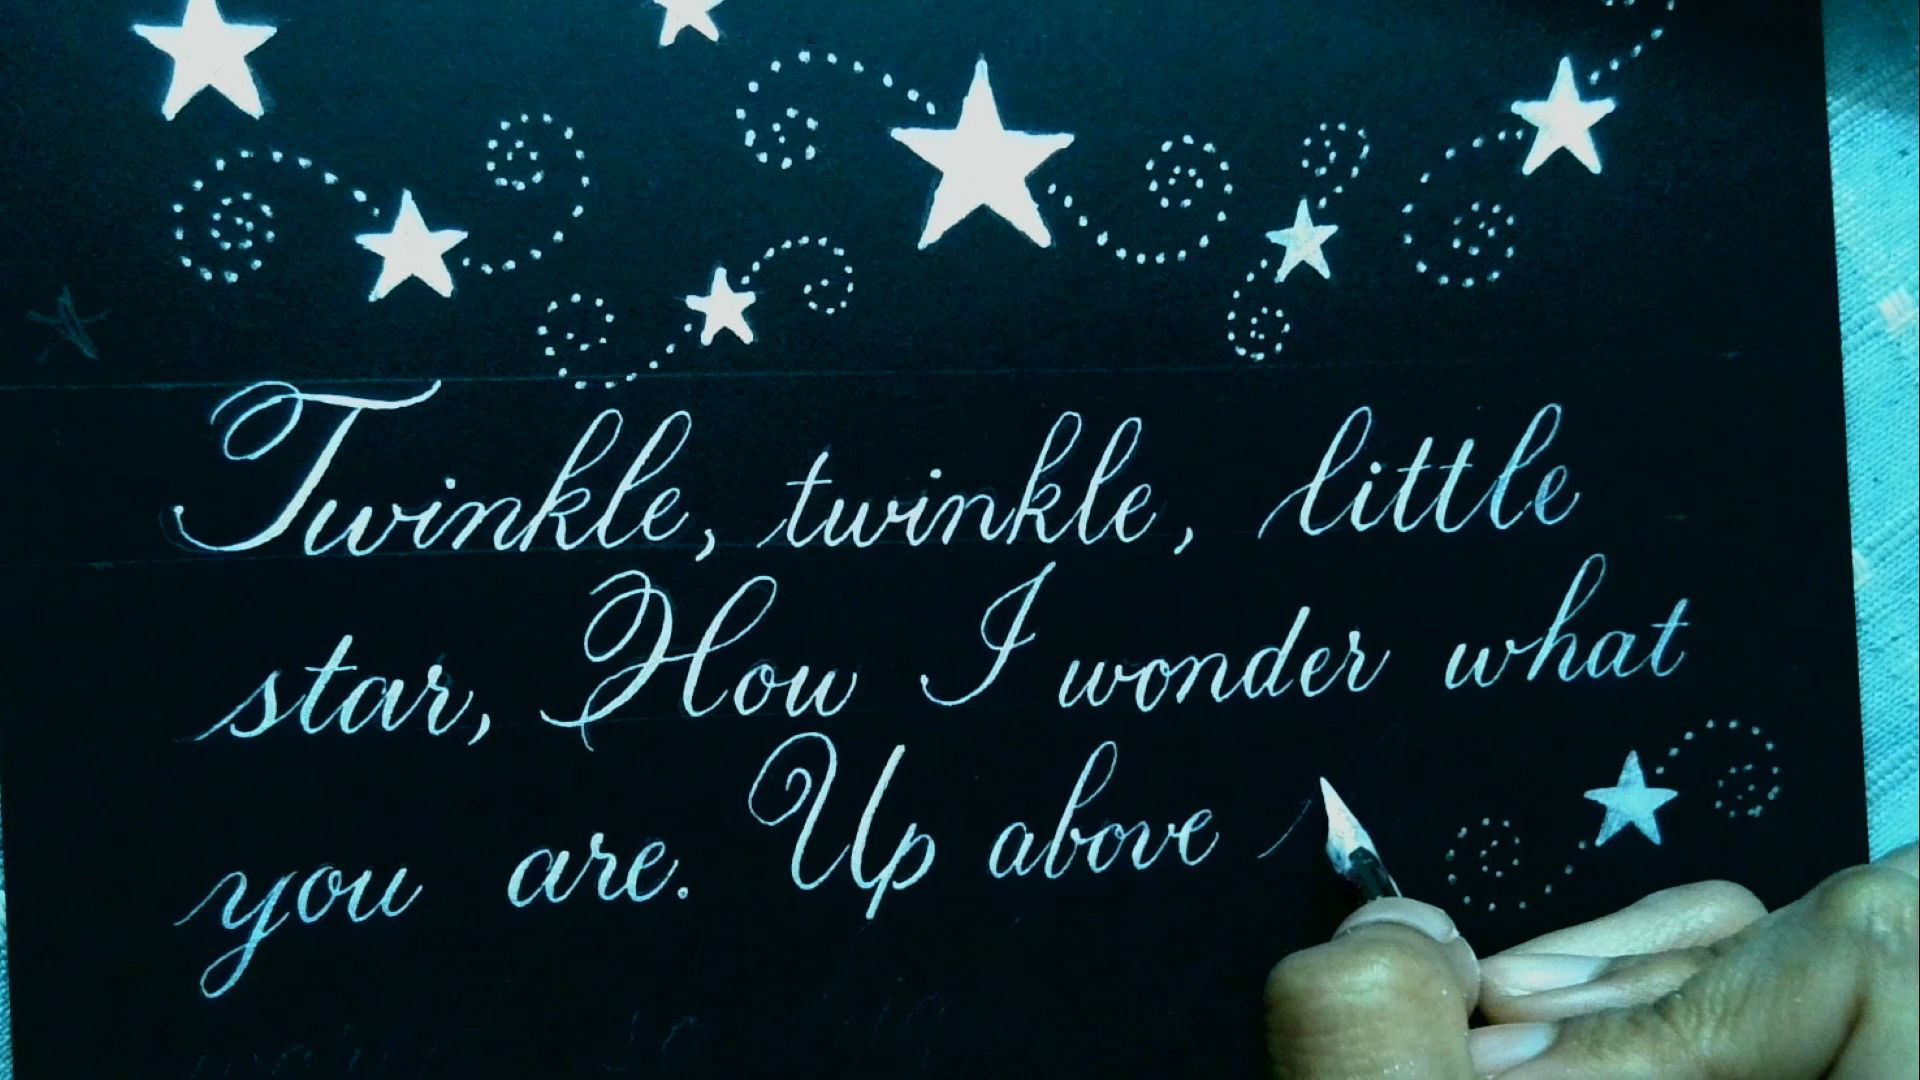 Twinkle, twinkle, little
star, How I wonder what
you are. Up above